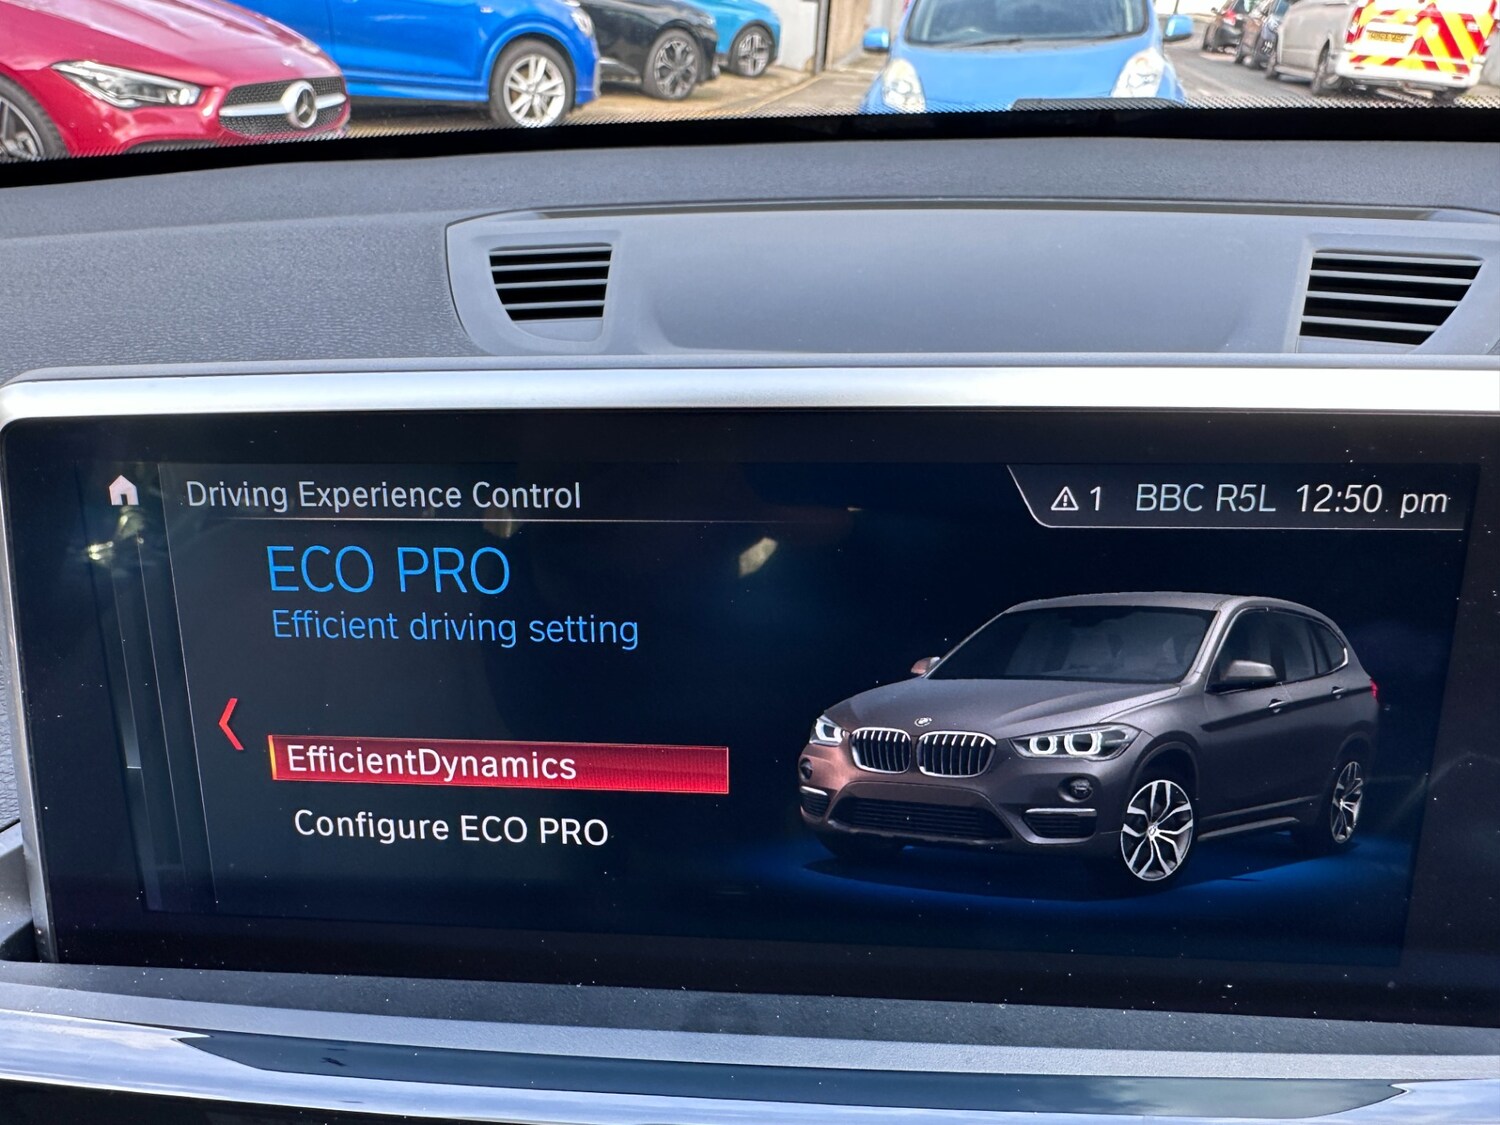 Driving Experience Control
1 BBC R5L 12:50 pm
ECO PRO
Efficient driving setting
EfficientDynamics
Configure ECO PRO